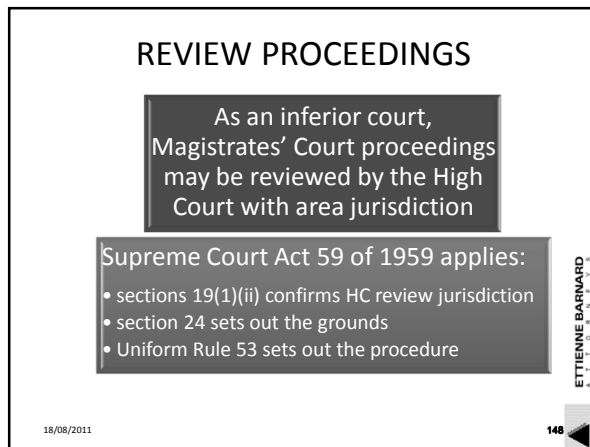 REVIEW PROCEEDINGS
As an inferior court,
Magistrates’ Court proceedings
may be reviewed by the High
Court with area jurisdiction
Supreme Court Act 59 of 1959 applies:
• sections 19(1)(ii) confirms HC review jurisdiction
• section 24 sets out the grounds
• Uniform Rule 53 sets out the procedure
ETTIENNE BARNARD
ATTORNEYS
18/08/2011
148